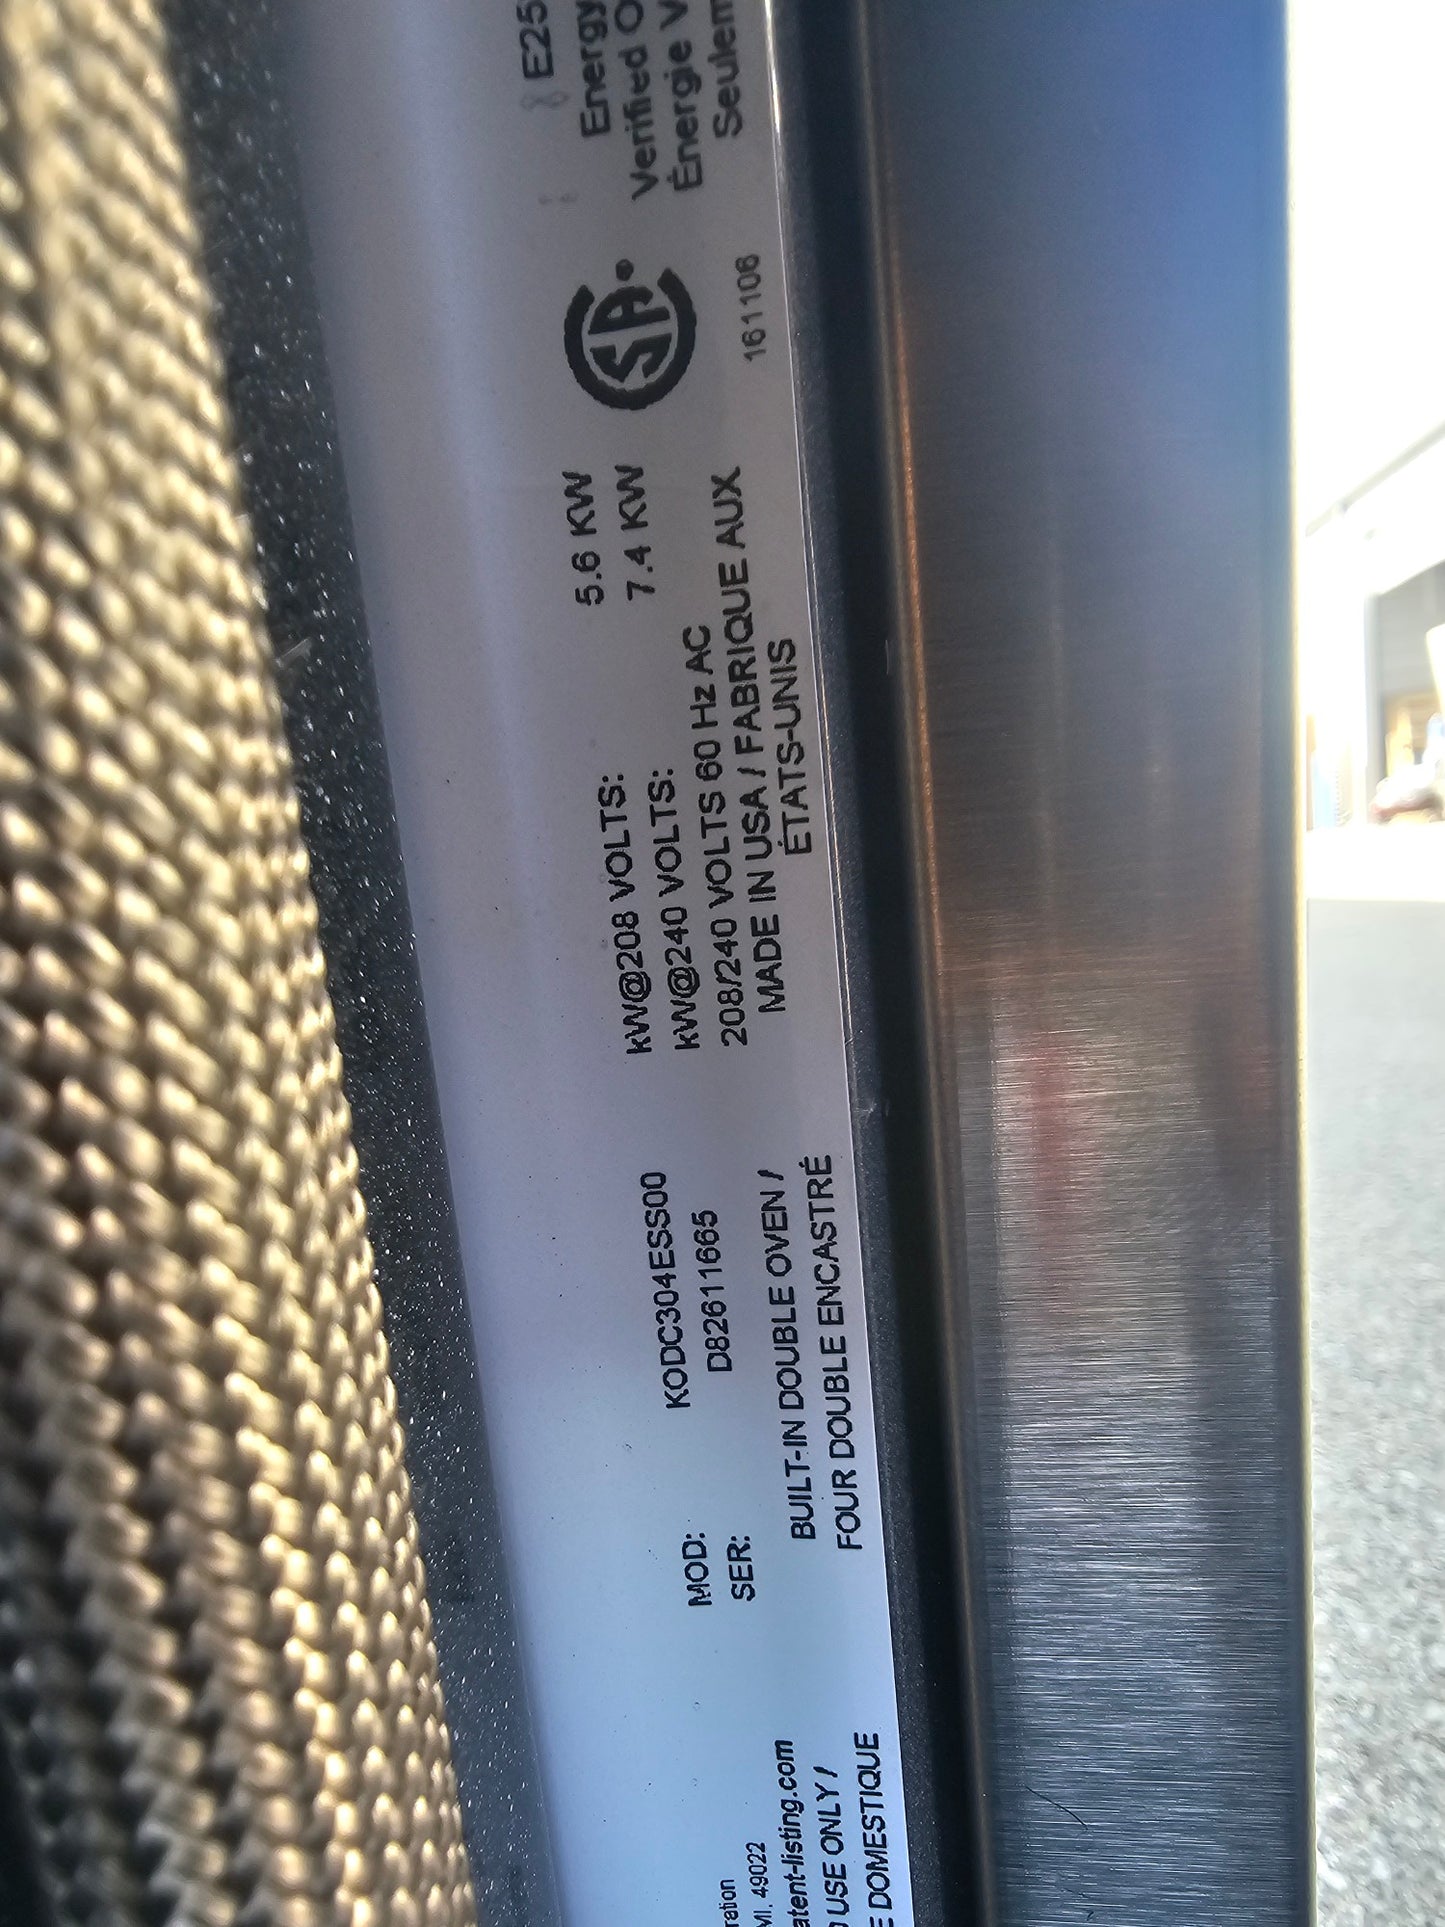 ration
MI, 49022
atent-listing.com
USE ONLY /
E DOMESTIQUE
MOD: KODC304ESS00
SER: D82611665
BUILT-IN DOUBLE OVEN /
FOUR DOUBLE ENCASTRÉ
kW@208 VOLTS: 5.6 KW
kW@240 VOLTS: 7.4 KW
208/240 VOLTS 60 Hz AC
MADE IN USA / FABRIQUE AUX
ÉTATS-UNIS
SA®
161106
E25
Energy
Verified O
Énergie V
Seulem